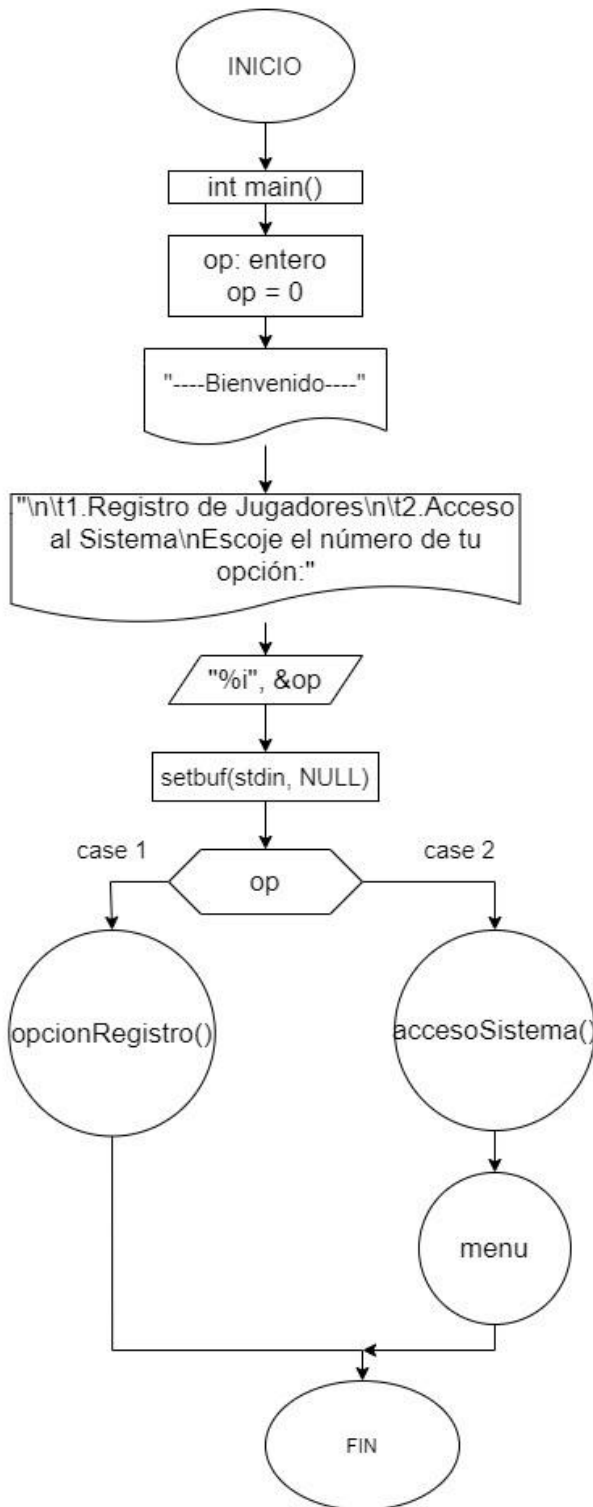 INICIO
int main()
op: entero
op = 0
"----Bienvenido----"
"\n\t1.Registro de Jugadores\n\t2.Acceso
al Sistema\nEscoje el número de tu
opción:"
"%i", &op
setbuf(stdin, NULL)
case 1
case 2
op
opcionRegistro()
accesoSistema()
menu
FIN